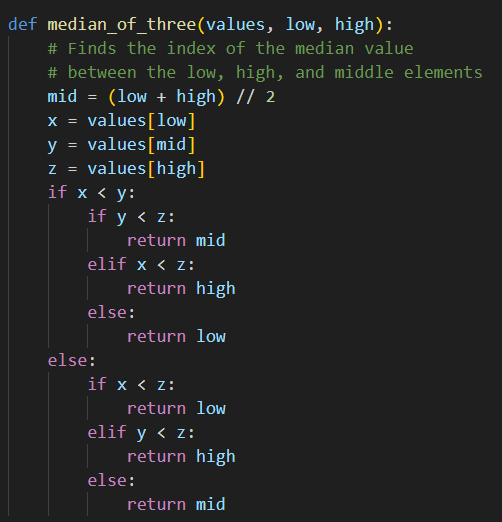 def median_of_three(values, low, high):
    # Finds the index of the median value
    # between the low, high, and middle elements
    mid = (low + high) // 2
    x = values[low]
    y = values[mid]
    z = values[high]
    if x < y:
        if y < z:
            return mid
        elif x < z:
            return high
        else:
            return low
    else:
        if x < z:
            return low
        elif y < z:
            return high
        else:
            return mid